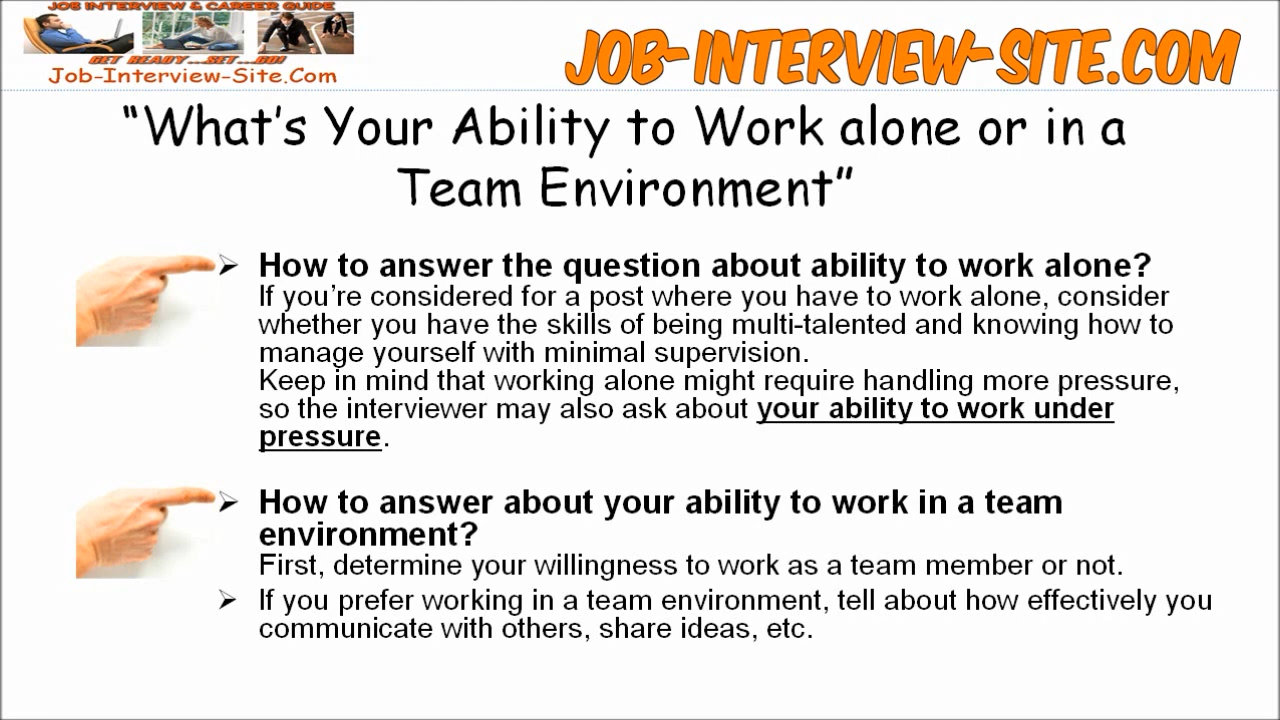 JOB INTERVIEW & CAREER GUIDE
GET READY...SET...GO!
Job-Interview-Site.Com
JOB-INTERVIEW-SITE.COM
“What’s Your Ability to Work alone or in a
Team Environment”
How to answer the question about ability to work alone?
If you’re considered for a post where you have to work alone, consider
whether you have the skills of being multi-talented and knowing how to
manage yourself with minimal supervision.
Keep in mind that working alone might require handling more pressure,
so the interviewer may also ask about your ability to work under
pressure.
How to answer about your ability to work in a team
environment?
First, determine your willingness to work as a team member or not.
If you prefer working in a team environment, tell about how effectively you
communicate with others, share ideas, etc.